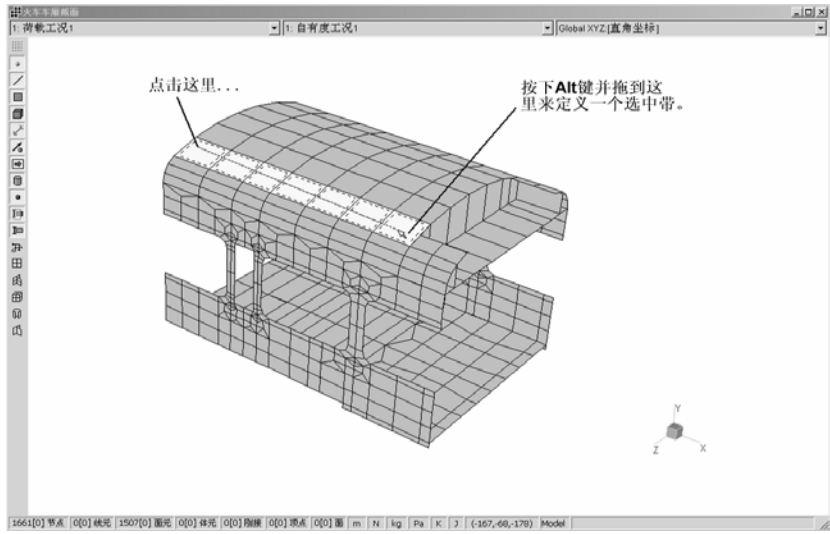 火车车厢截面
1: 荷载工况1
1: 自有度工况1
Global XYZ:[直角坐标]
点击这里...
按下Alt键并拖到这
里来定义一个选中带。
Y
Z
X
1661[0] 节点 0[0] 线元 1507[0] 面元 0[0] 体元 0[0] 刚接 0[0] 顶点 0[0] 面 m N kg Pa K J (-167,-68,-178) Model